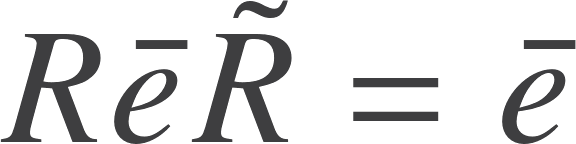 Rē R̃ = ē